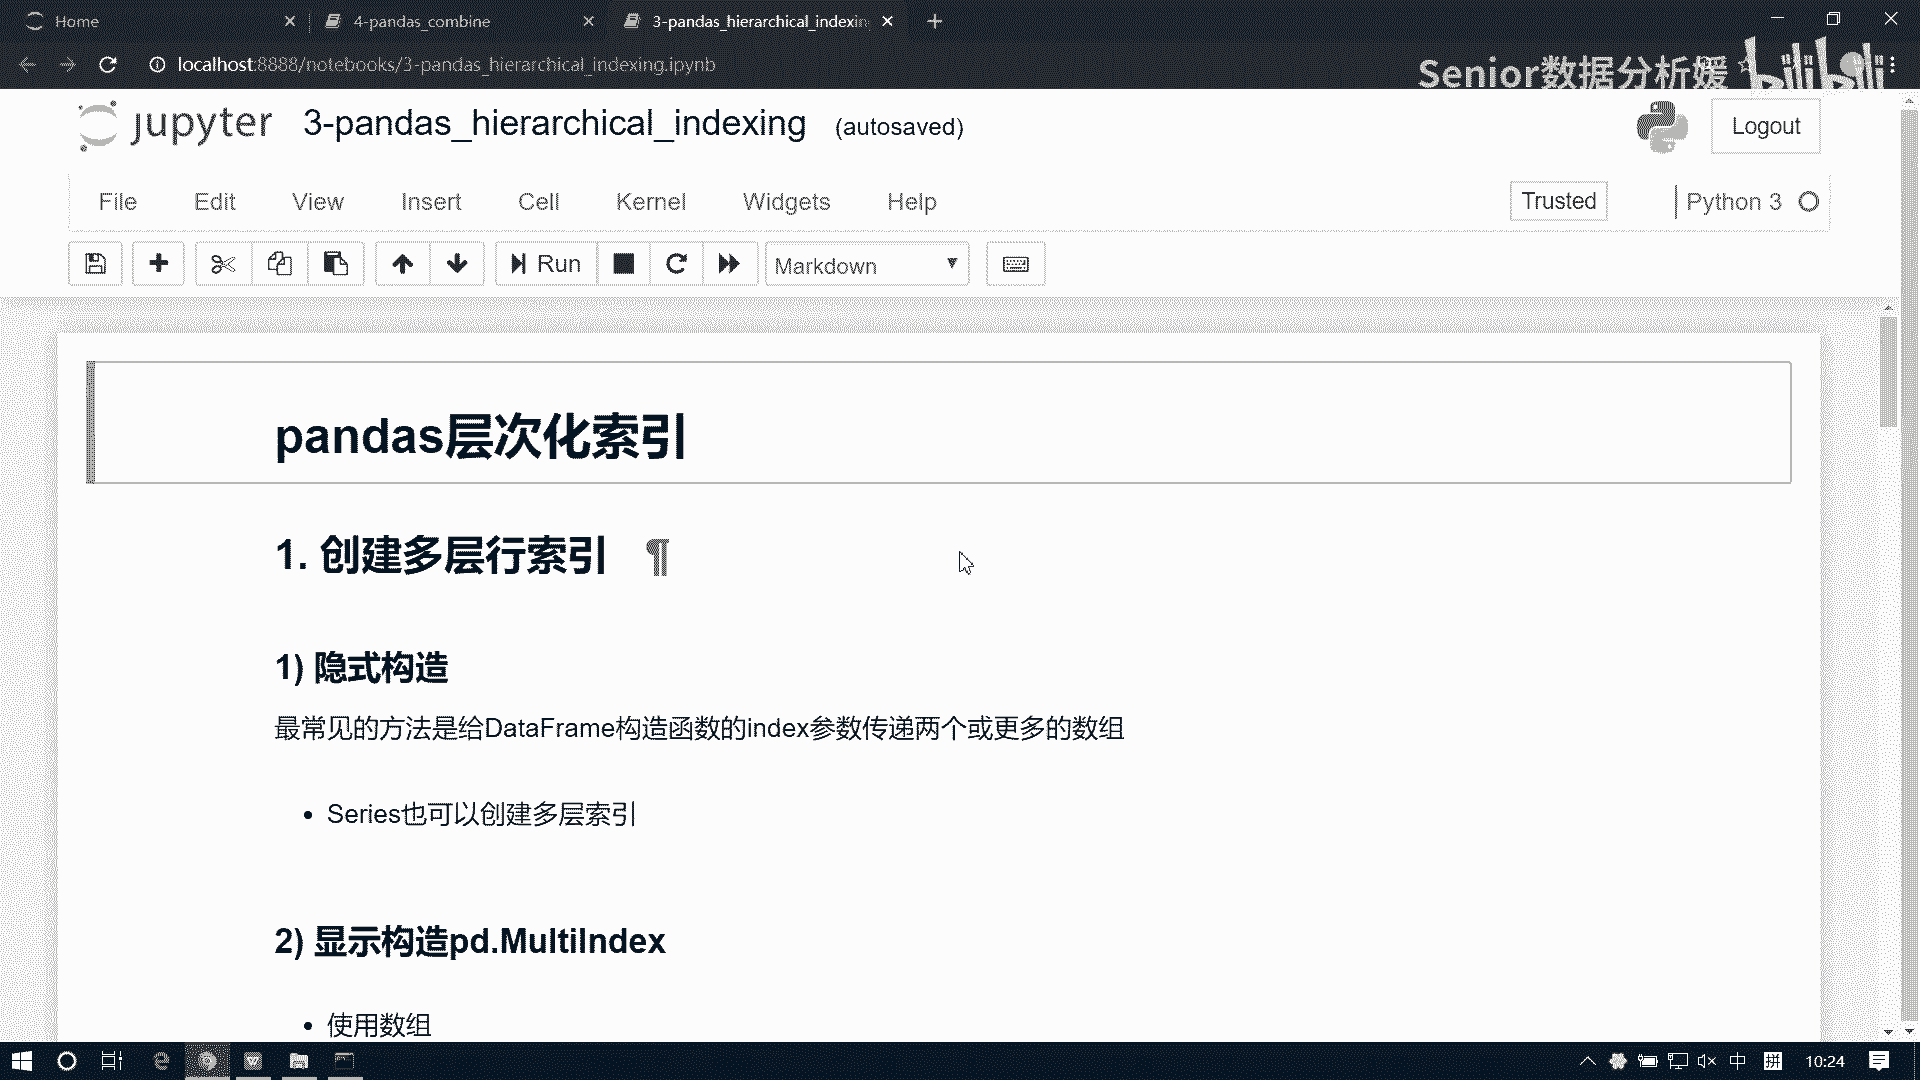 Home
4-pandas_combine
3-pandas_hierarchical_indexin
localhost:8888/notebooks/3-pandas_hierarchical_indexing.ipynb
Senior数据分析媛
bilibili
jupyter 3-pandas_hierarchical_indexing (autosaved)
Logout
File Edit View Insert Cell Kernel Widgets Help
Trusted
Python 3
Run
Markdown
pandas层次化索引
1. 创建多层行索引 ¶
1) 隐式构造
最常见的方法是给DataFrame构造函数的index参数传递两个或更多的数组
• Series也可以创建多层索引
2) 显示构造pd.MultiIndex
• 使用数组
中 拼 10:24